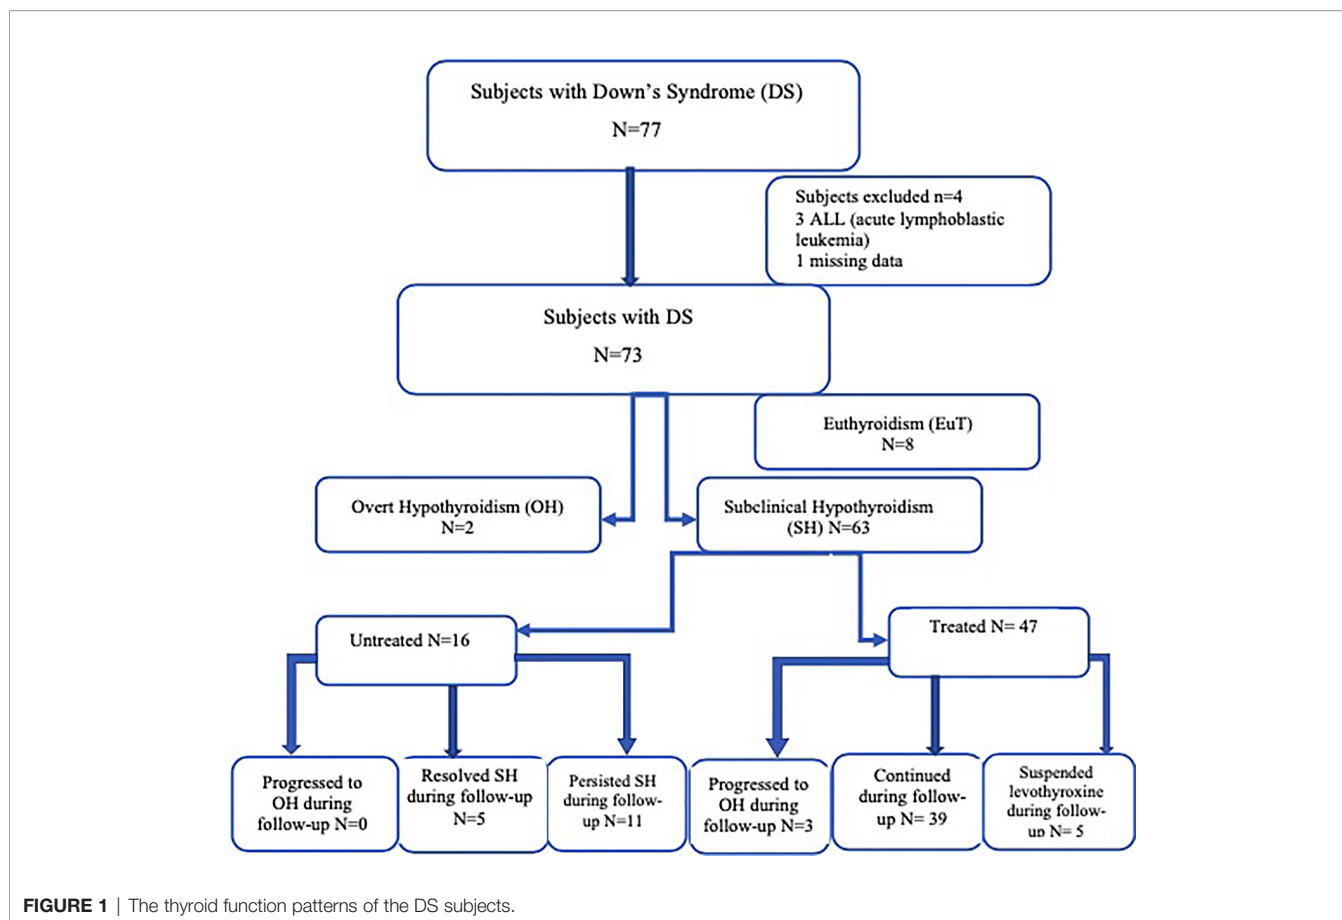 Subjects with Down's Syndrome (DS)
N=77
Subjects excluded n=4
3 ALL (acute lymphoblastic
leukemia)
1 missing data
Subjects with DS
N=73
Euthyroidism (EuT)
N=8
Overt Hypothyroidism (OH)
N=2
Subclinical Hypothyroidism
(SH) N=63
Untreated N=16
Treated N= 47
Progressed to
OH during
follow-up N=0
Resolved SH
during follow-up
N=5
Persisted SH
during follow-
up N=11
Progressed to
OH during
follow-up N=3
Continued
during follow-
up N= 39
Suspended
levothyroxine
during follow-
up N= 5
FIGURE 1 | The thyroid function patterns of the DS subjects.